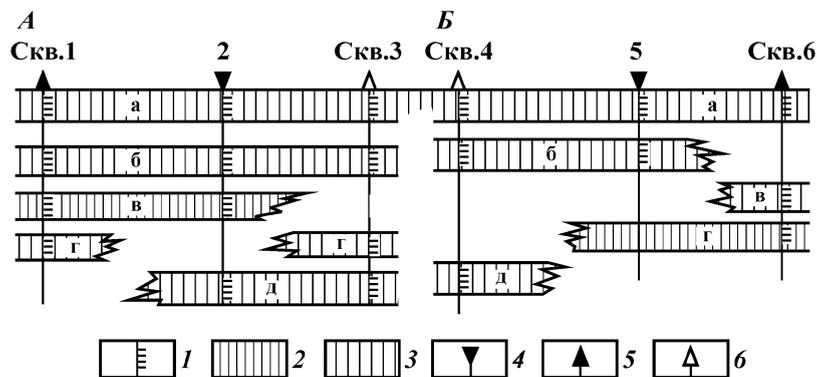 А Б
Скв.1 2 Скв.3 Скв.4 5 Скв.6
а а
б б
в в
г г г
д д
1 2 3 4 5 6